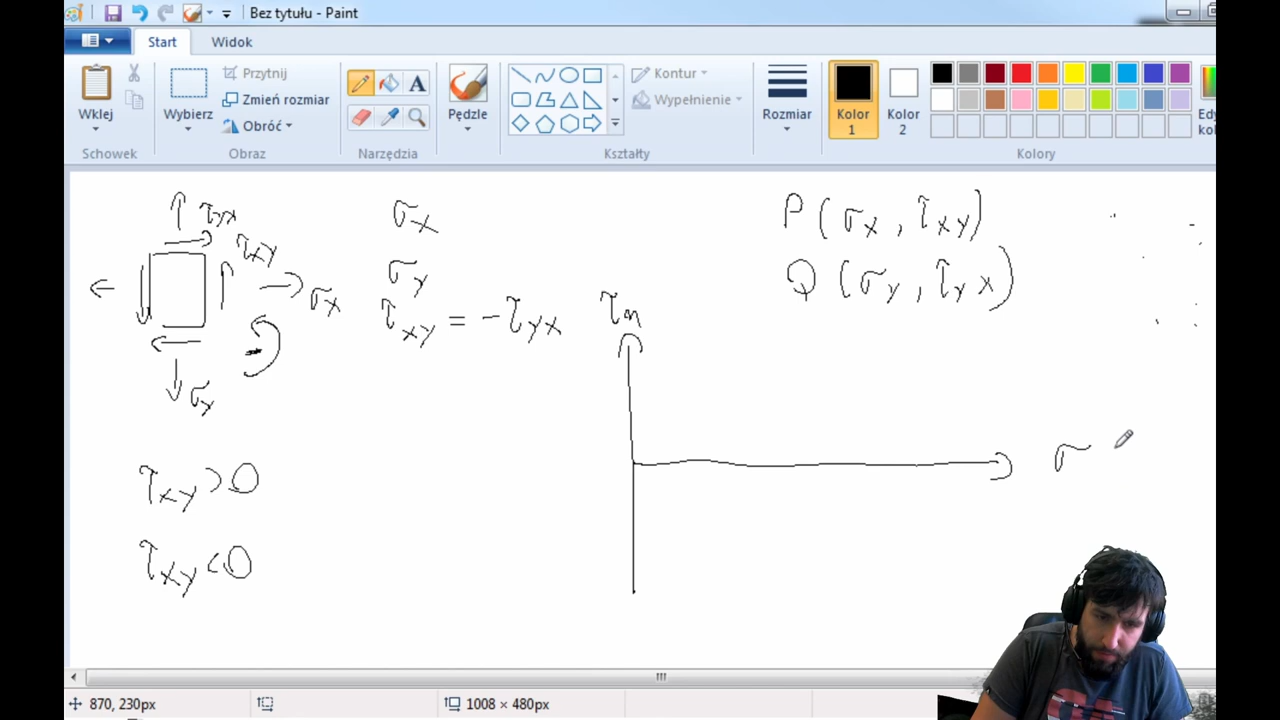 Bez tytułu - Paint
Start Widok
Przytnij Kontur
Zmień rozmiar Wypełnienie
Wklej Wybierz Obróć Pędzle Rozmiar Kolor 1 Kolor 2 Edy kol
Schowek Obraz Narzędzia Kształty Kolory
τyx
τxy
σx
σy
σx
σy
τxy = -τyx
P (σx, τxy)
Q (σy, τyx)
τn
σ
τxy > 0
τxy < 0
870, 230px 1008 × 480px